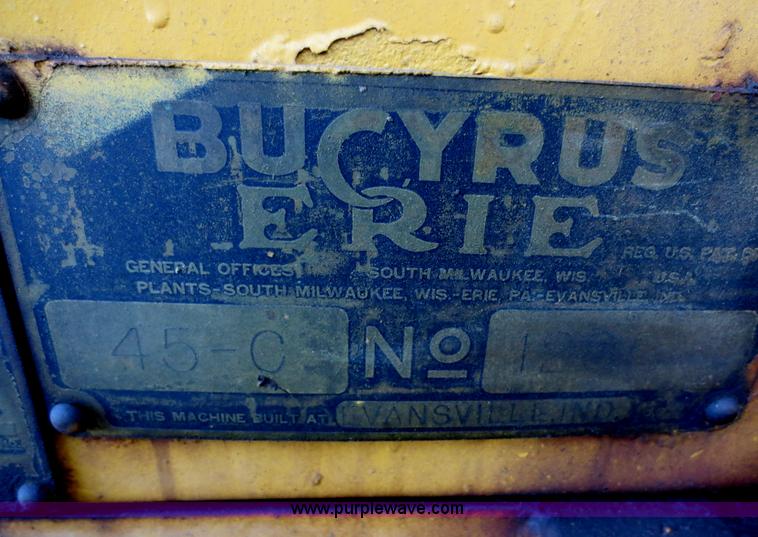 BUCYRUS
ERIE
REG. U.S. PAT.
GENERAL OFFICES SOUTH MILWAUKEE, WIS. U.S.A.
PLANTS-SOUTH MILWAUKEE, WIS.-ERIE, PA.-EVANSVILLE, IND.
45-C No
THIS MACHINE BUILT AT EVANSVILLE, IND.
www.purplewave.com